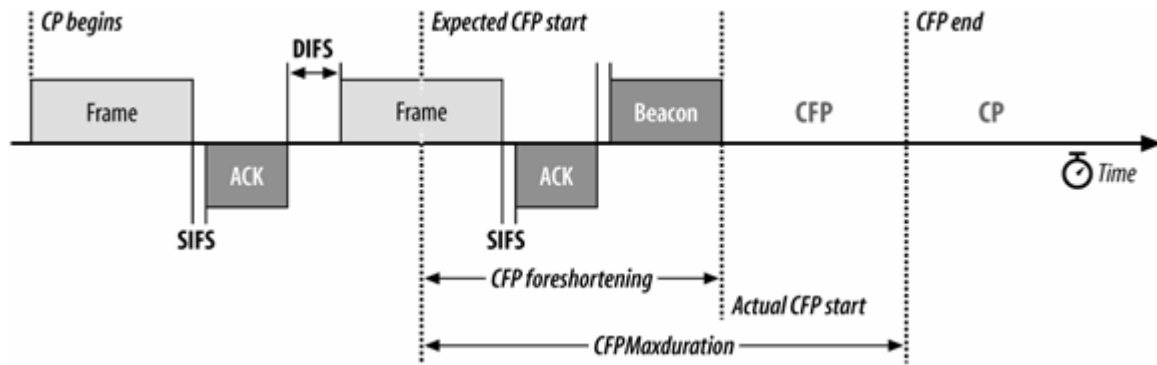 CP begins
Expected CFP start
CFP end
DIFS
Frame
Frame
Beacon
CFP
CP
ACK
ACK
Time
SIFS
SIFS
CFP foreshortening
Actual CFP start
CFPMaxduration